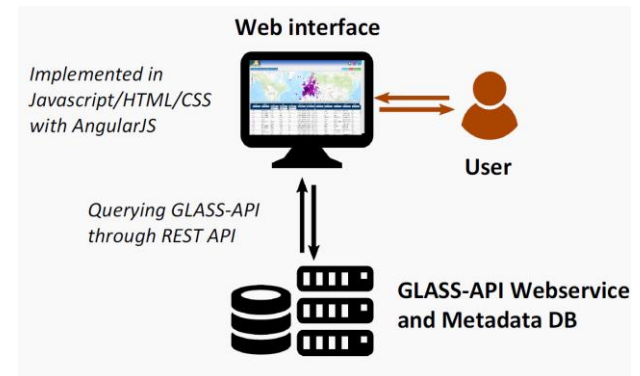 Web interface
Implemented in
Javascript/HTML/CSS
with AngularJS
User
Querying GLASS-API
through REST API
GLASS-API Webservice
and Metadata DB